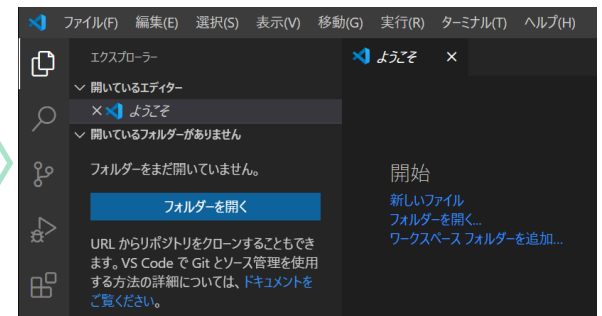 ファイル(F) 編集(E) 選択(S) 表示(V) 移動(G) 実行(R) ターミナル(T) ヘルプ(H)
エクスプローラー
ようこそ ×
開いているエディター
× ようこそ
開いているフォルダーがありません
フォルダーをまだ開いていません。
フォルダーを開く
URL からリポジトリをクローンすることもでき
ます。VS Code で Git とソース管理を使用
する方法の詳細については、ドキュメントを
ご覧ください。
開始
新しいファイル
フォルダーを開く...
ワークスペース フォルダーを追加...